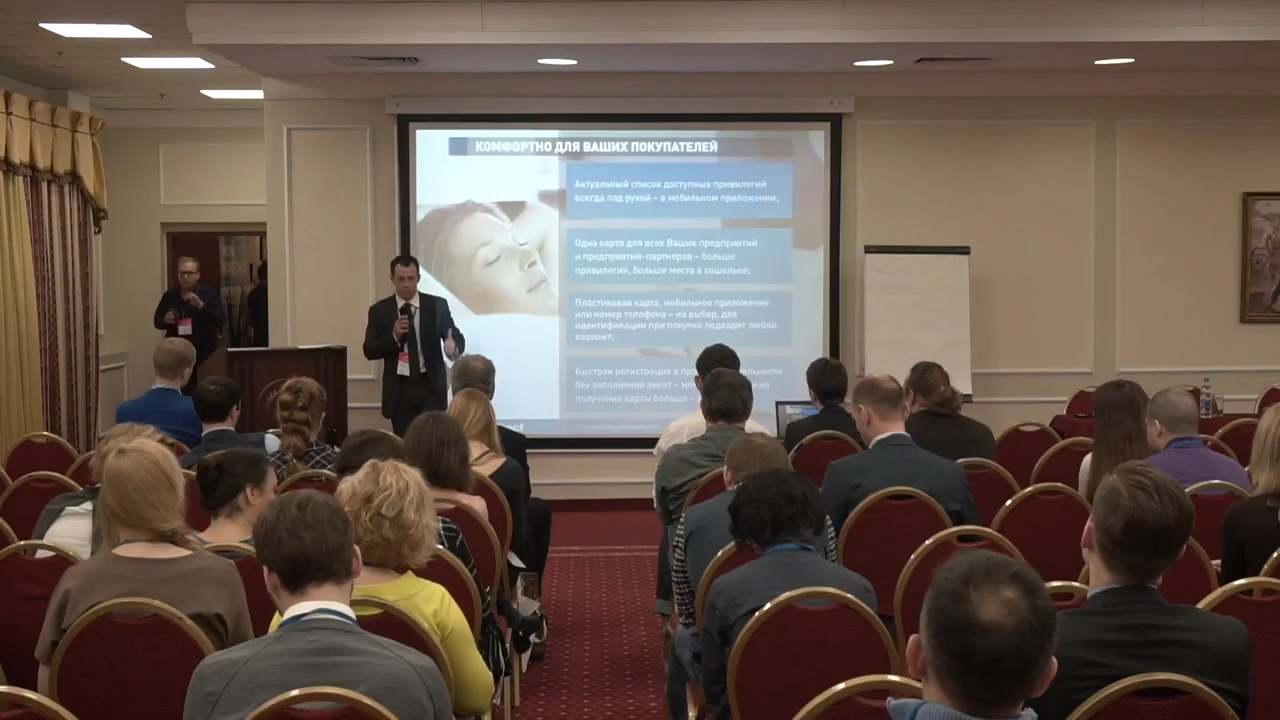 КОМФОРТНО ДЛЯ ВАШИХ ПОКУПАТЕЛЕЙ
Актуальный список доступных привилегий
всегда под рукой – в мобильном приложении;
Одна карта для всех Ваших предприятий
и предприятий-партнеров – больше
привилегий, больше места в кошельке;
Пластиковая карта, мобильное приложение
или номер телефона – на выбор, для
идентификации при покупке подходит любой
вариант;
Быстрая регистрация в
без заполнения анкет – на
получение карты больше –